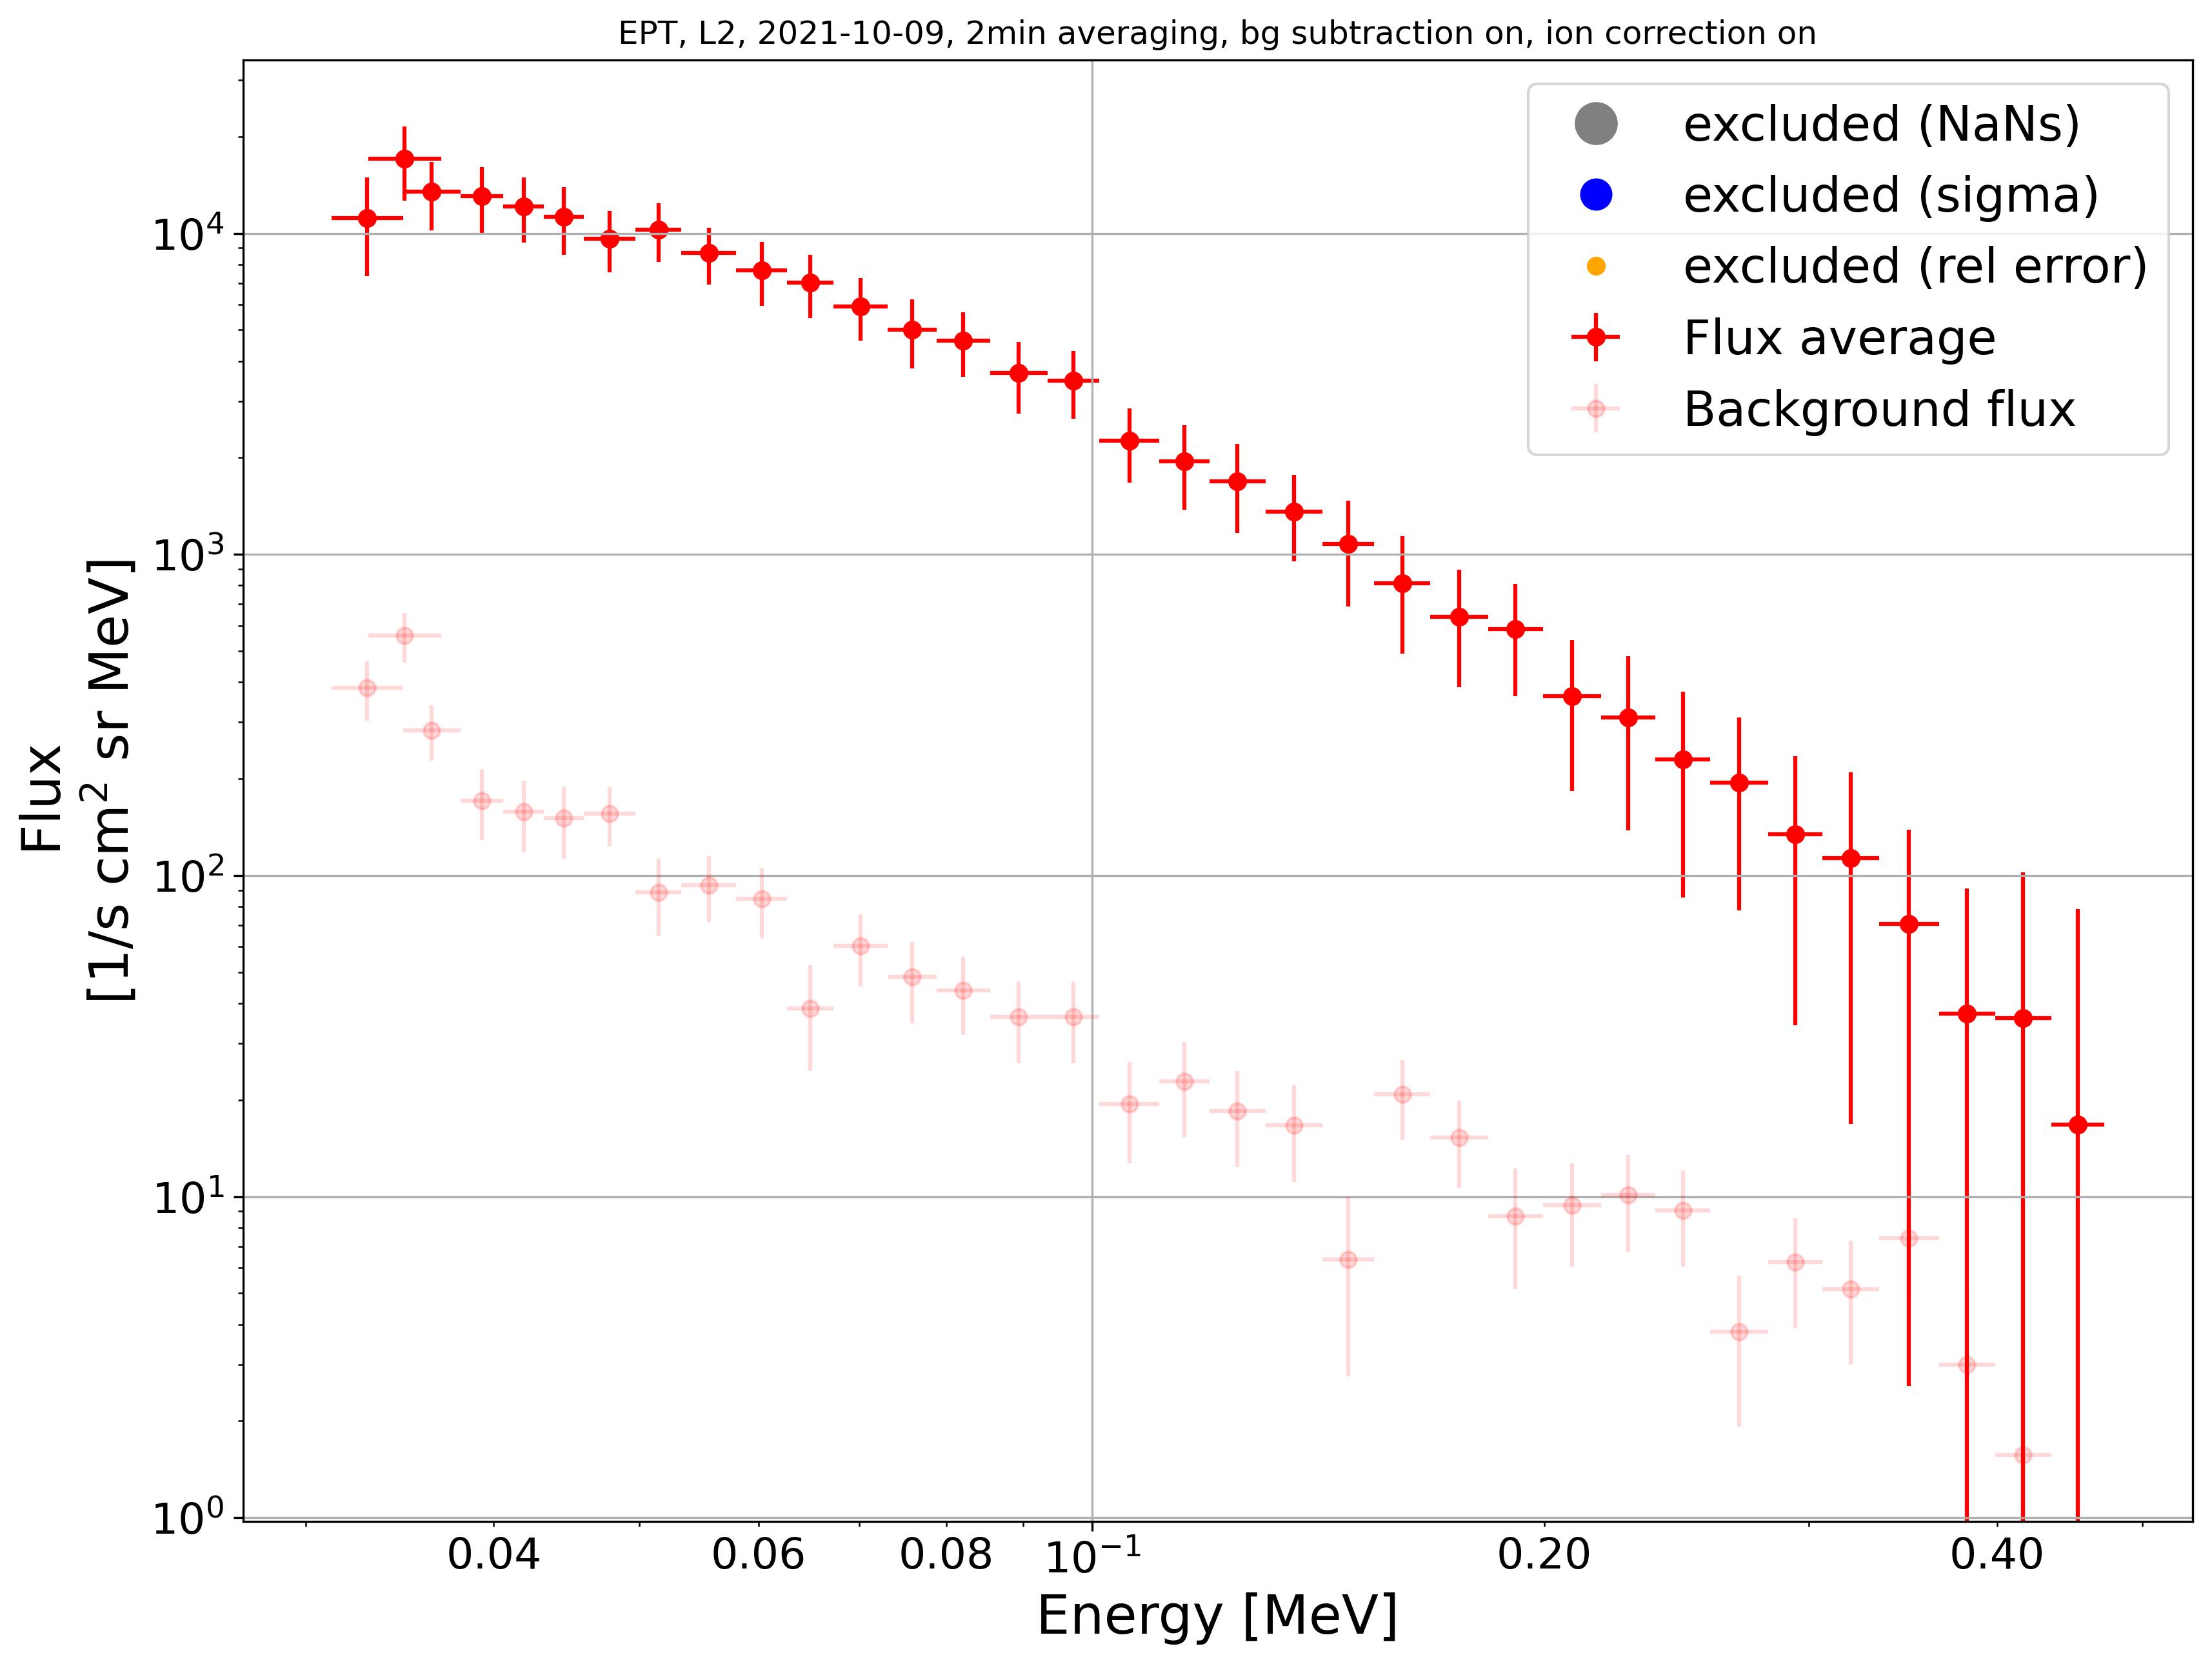 EPT, L2, 2021-10-09, 2min averaging, bg subtraction on, ion correction on
excluded (NaNs)
excluded (sigma)
excluded (rel error)
Flux average
Background flux
Flux
[1/s cm² sr MeV]
10⁴
10³
10²
10¹
10⁰
0.04 0.06 0.08 10⁻¹ 0.20 0.40
Energy [MeV]